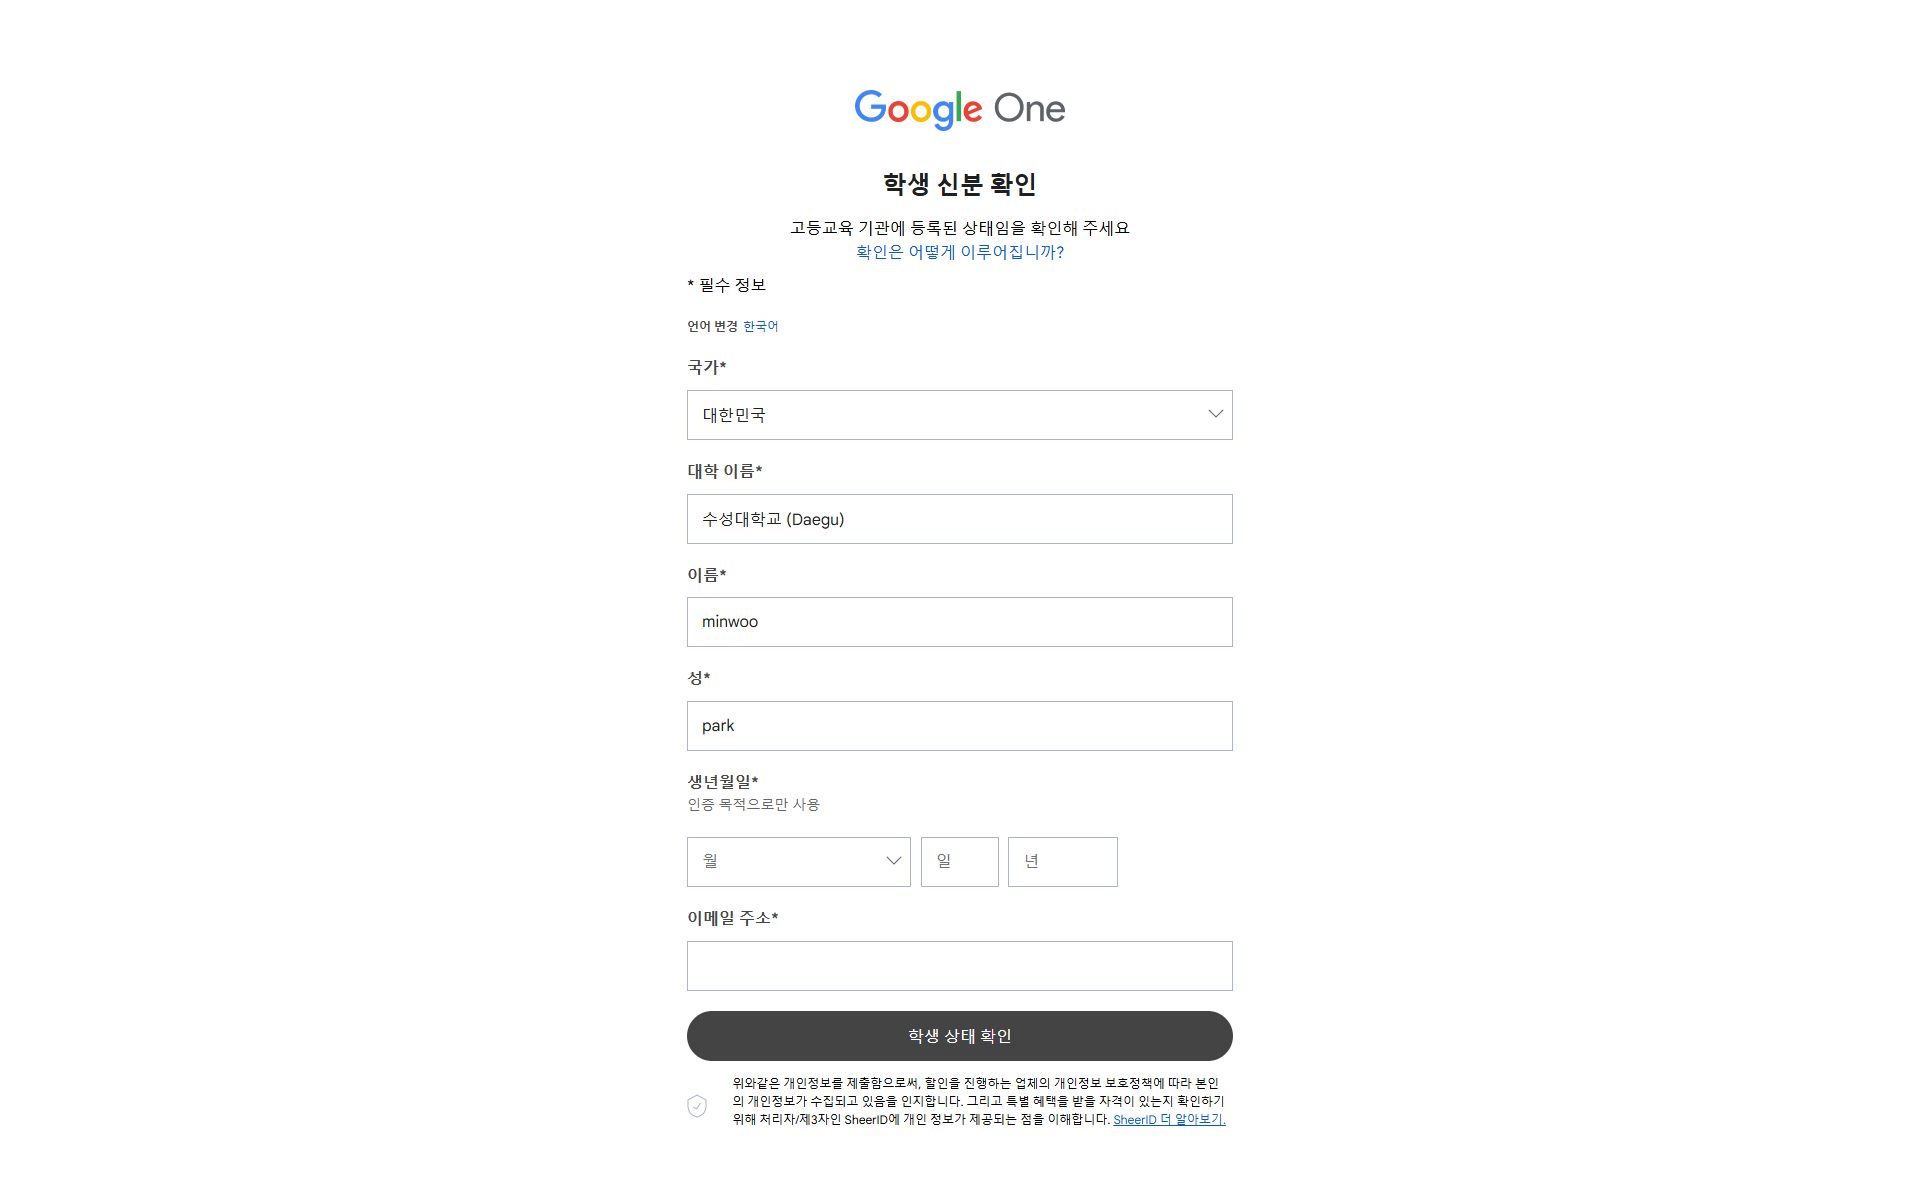 Google One
학생 신분 확인
고등교육 기관에 등록된 상태임을 확인해 주세요
확인은 어떻게 이루어집니까?
* 필수 정보
언어 변경 한국어
국가*
대한민국
대학 이름*
수성대학교 (Daegu)
이름*
minwoo
성*
park
생년월일*
인증 목적으로만 사용
월 일 년
이메일 주소*
학생 상태 확인
위와같은 개인정보를 제출함으로써, 할인을 진행하는 업체의 개인정보 보호정책에 따라 본인
의 개인정보가 수집되고 있음을 인지합니다. 그리고 특별 혜택을 받을 자격이 있는지 확인하기
위해 처리자/제3자인 SheerID에 개인 정보가 제공되는 점을 이해합니다. SheerID 더 알아보기.